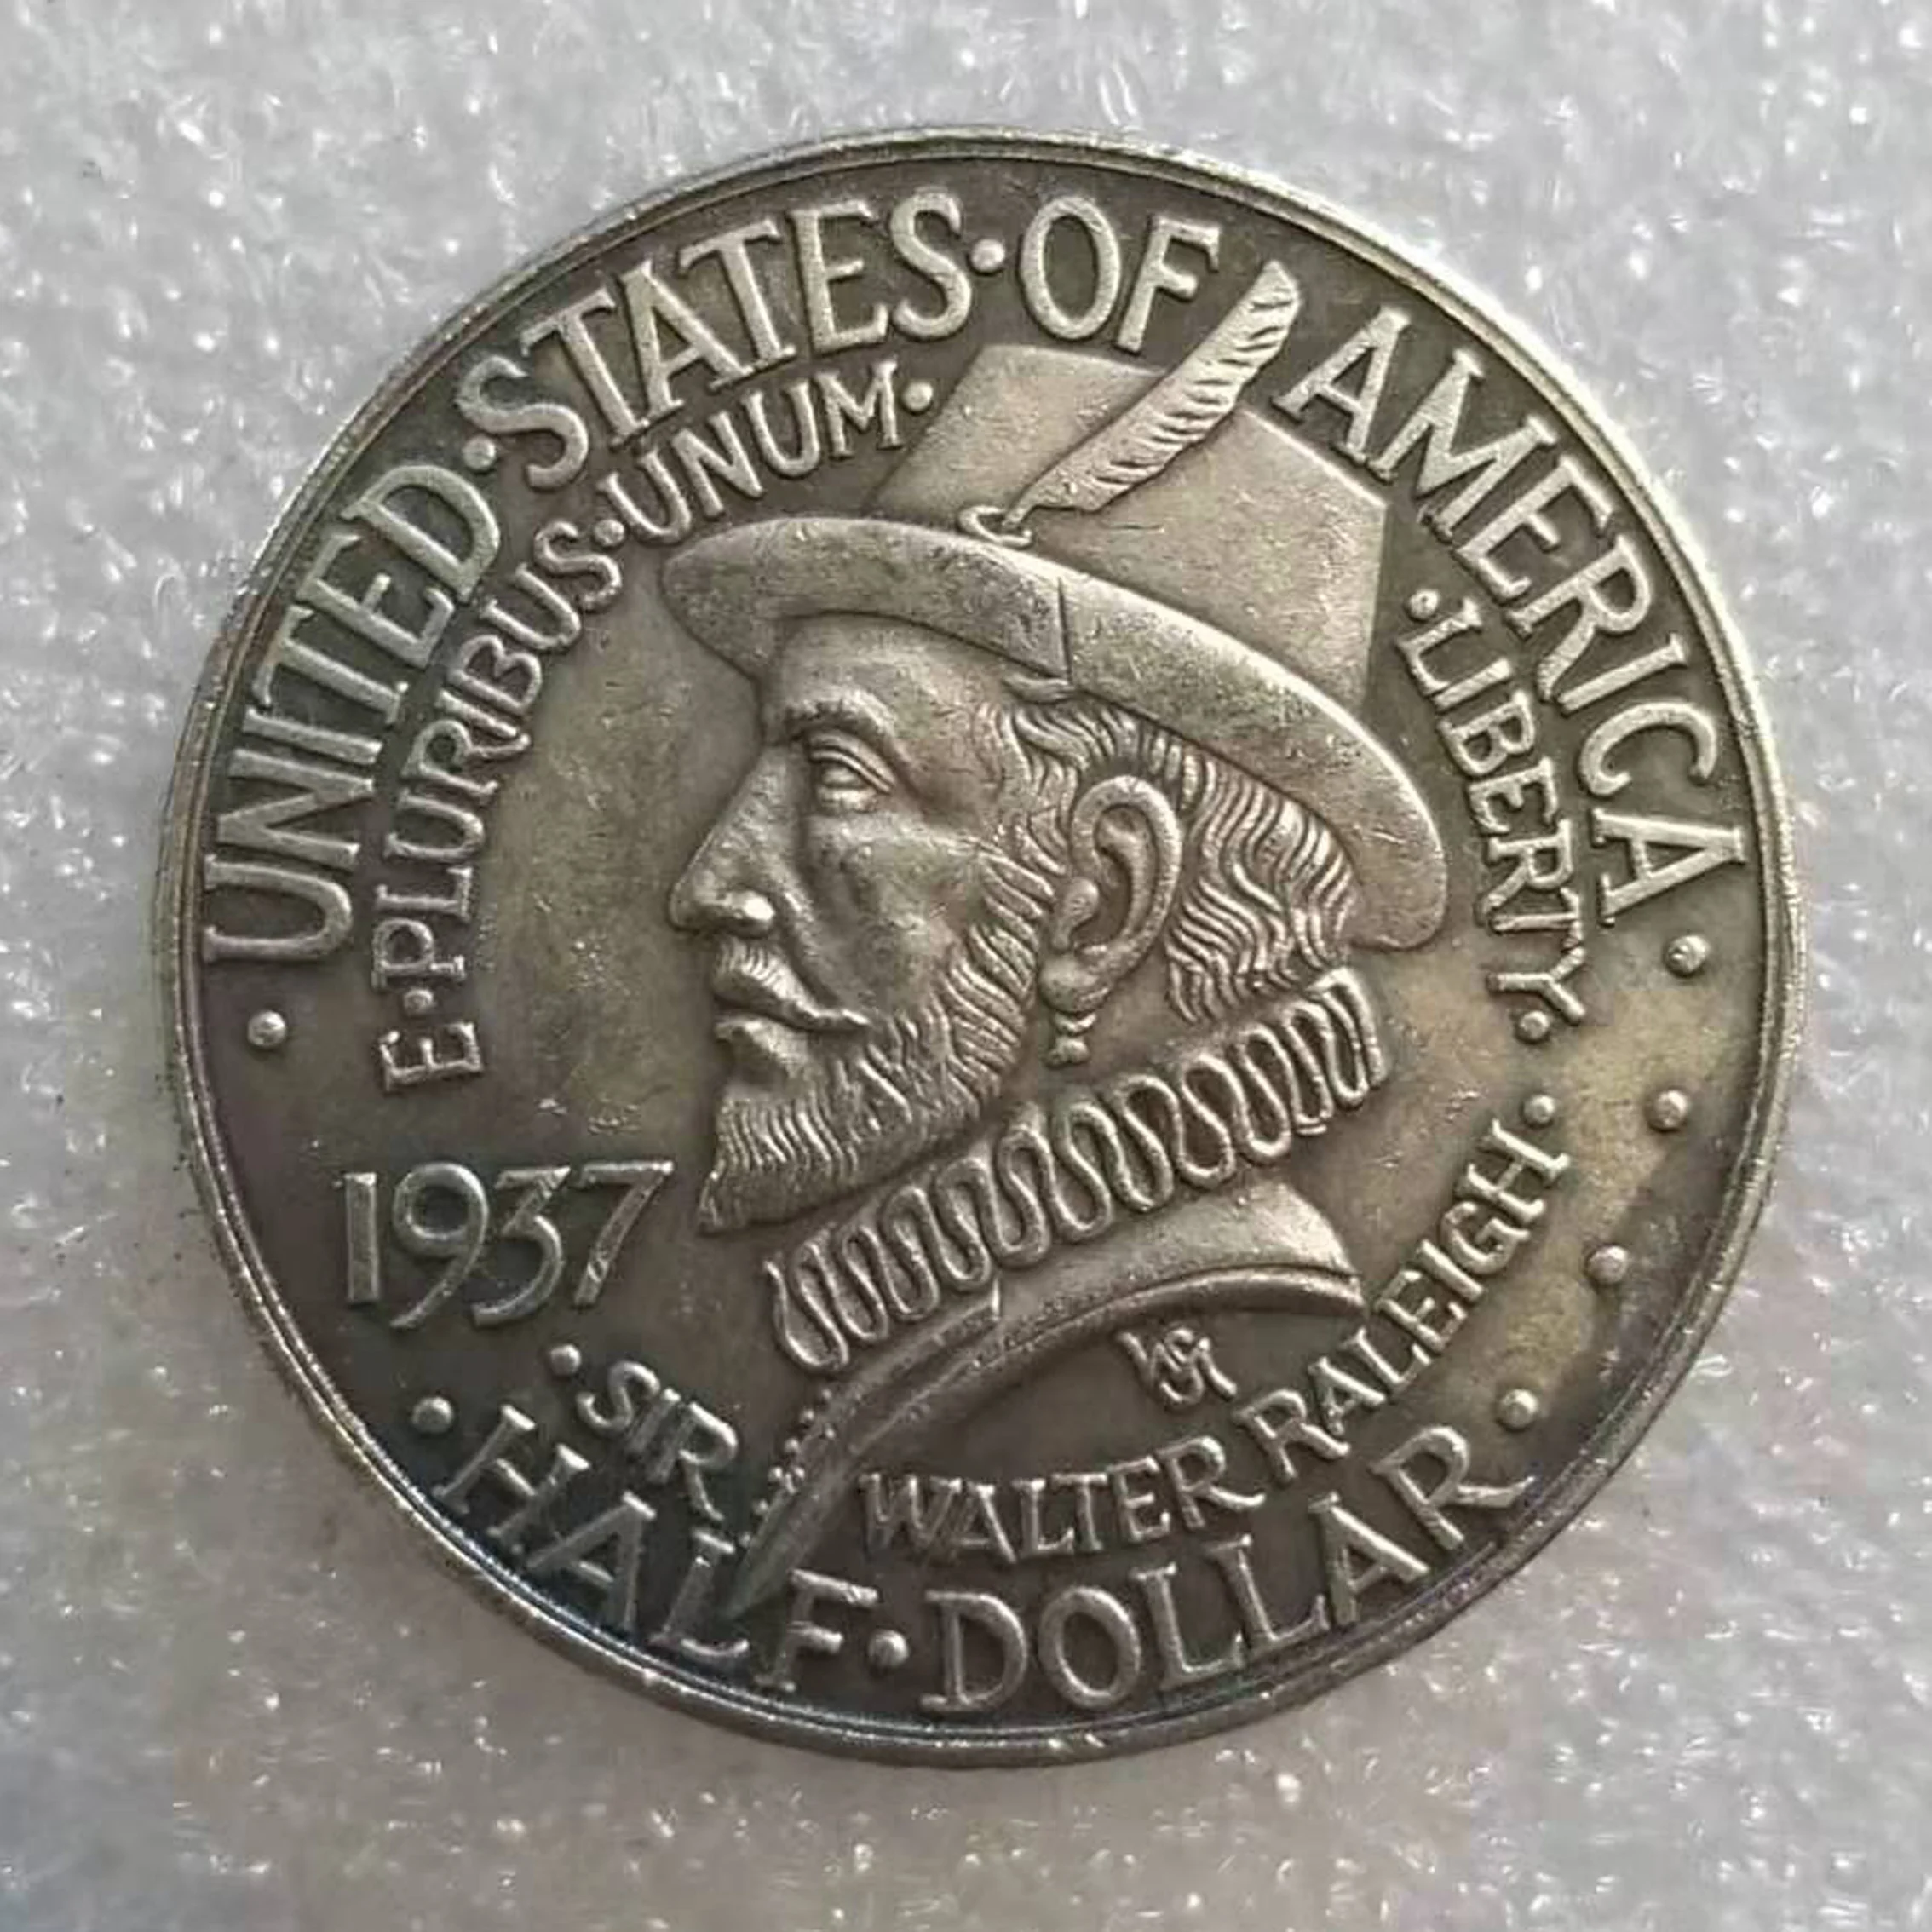 UNITED·STATES·OF AMERICA
E·PLURIBUS·UNUM·
·LIBERTY·
1937
·SIR WALTER RALEIGH·
HALF·DOLLAR